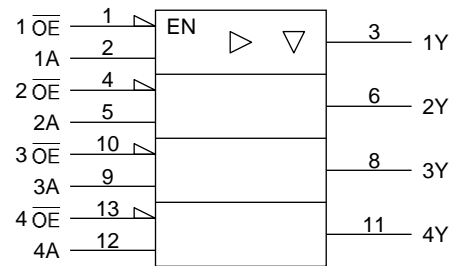 1 OE 1 EN
1A 2
3 1Y
2 OE 4
2A 5
6 2Y
3 OE 10
3A 9
8 3Y
4 OE 13
4A 12
11 4Y